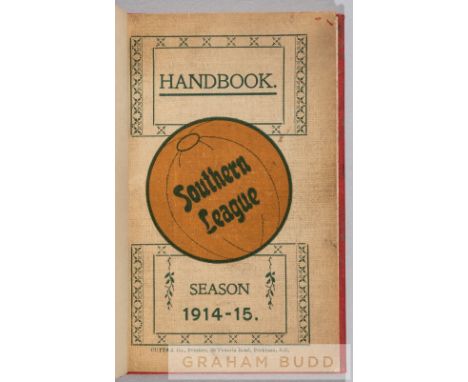 HANDBOOK.
Southern
League
SEASON
1914-15.
GRAHAM BUDD